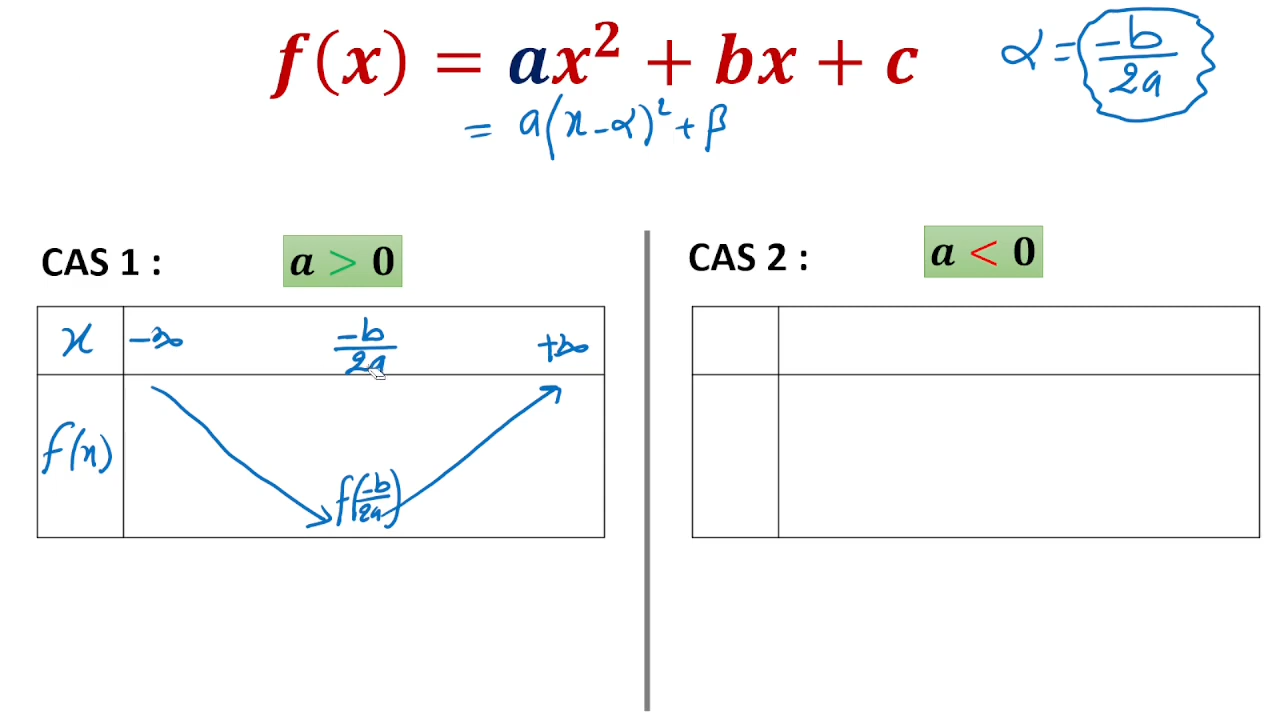 f(x) = ax² + bx + c
= a(x-α)² + β
α = -b/2a
CAS 1 : a > 0
x -∞ -b/2a +∞
f(x) f(-b/2a)
CAS 2 : a < 0